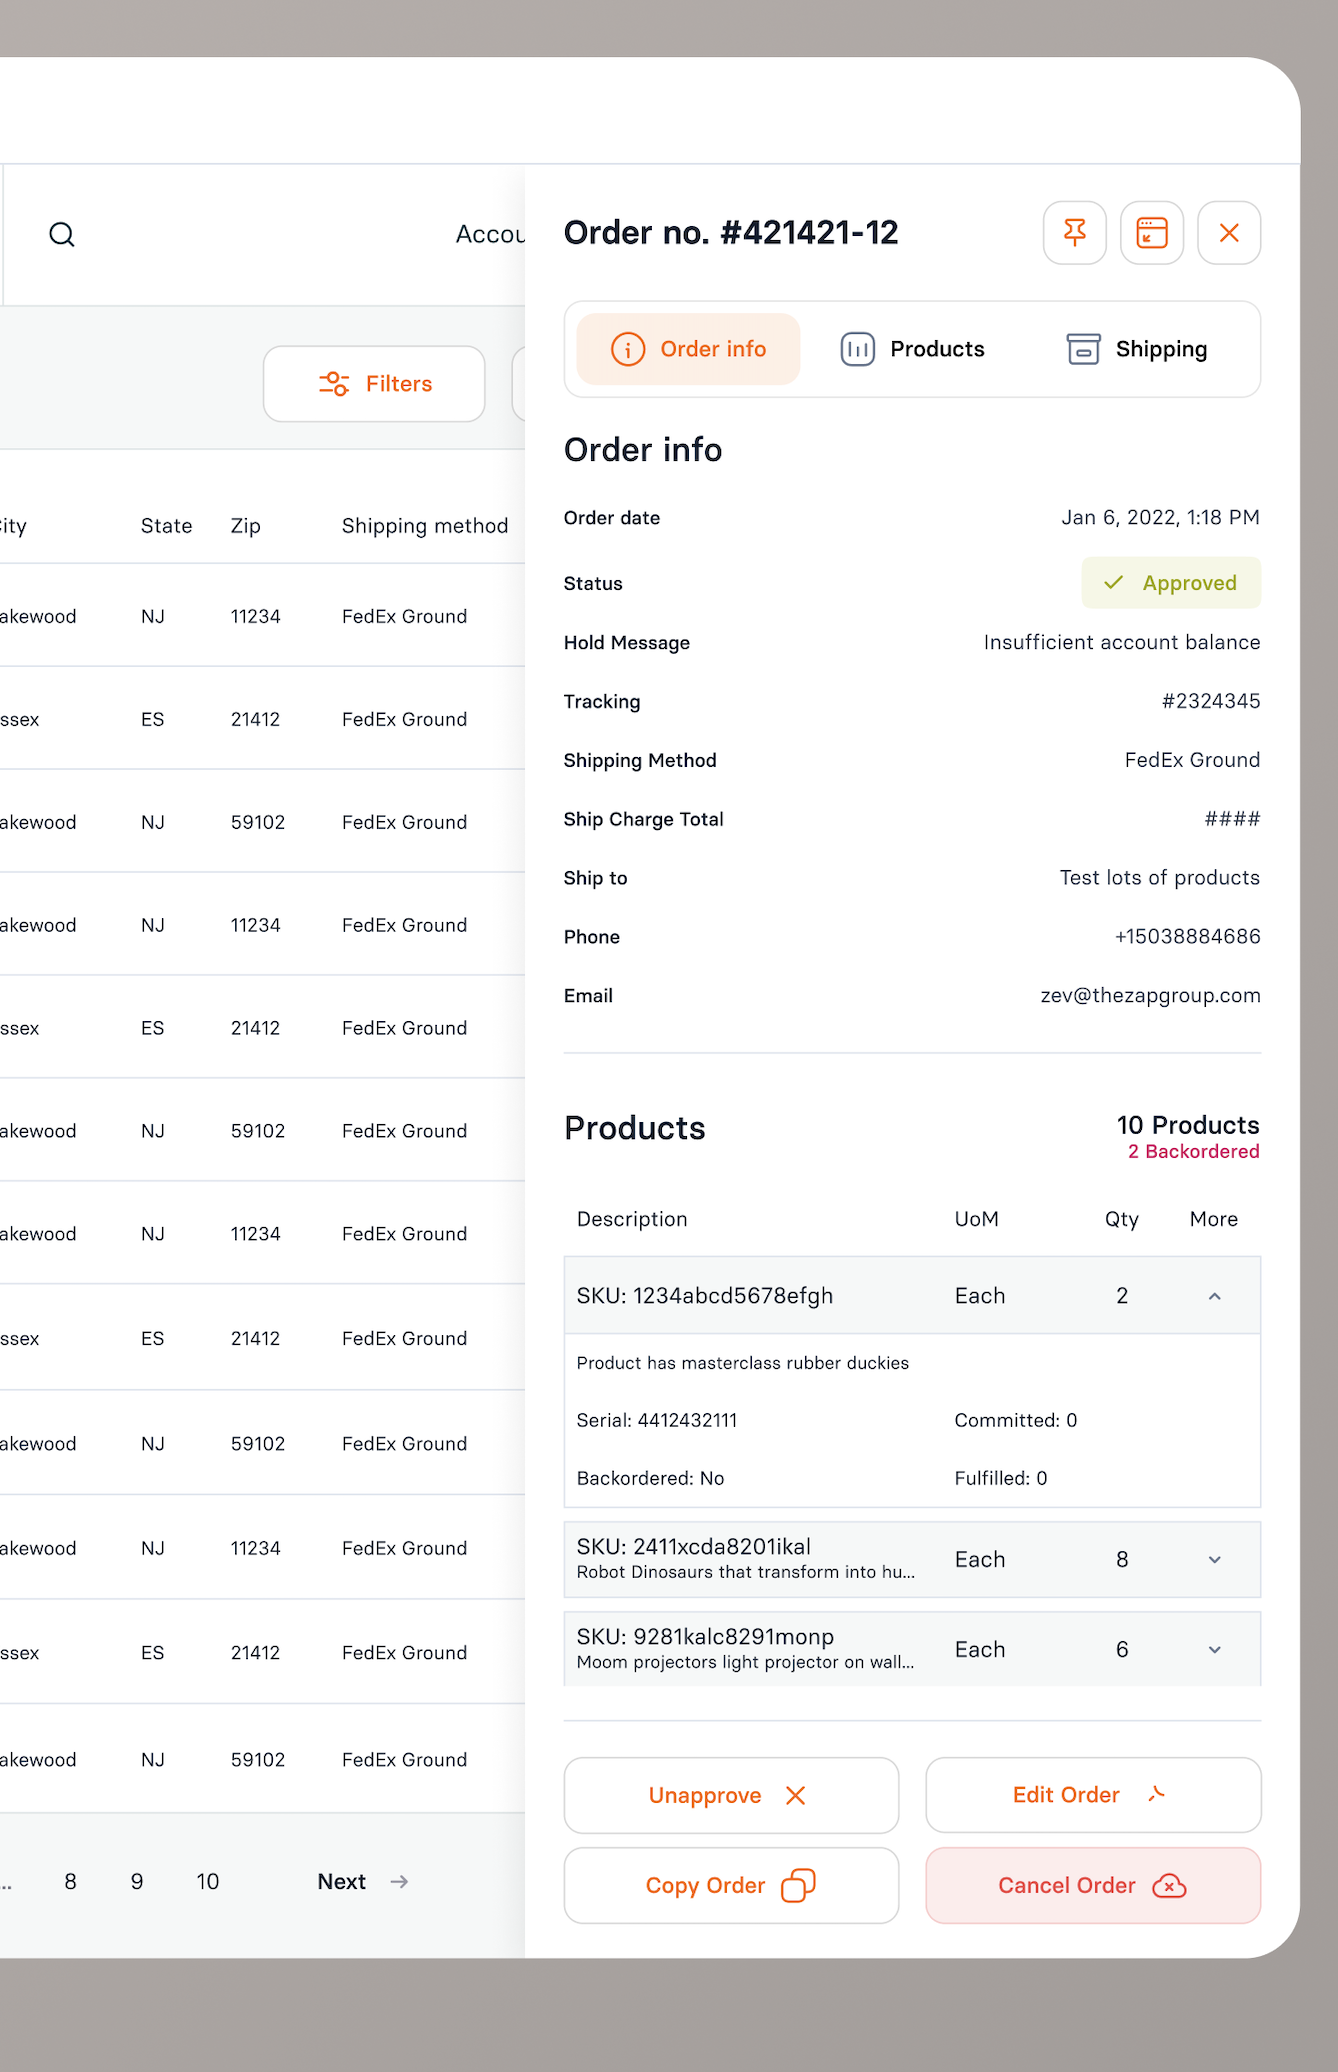 Accou
Filters
City State Zip Shipping method
akewood NJ 11234 FedEx Ground
ssex ES 21412 FedEx Ground
akewood NJ 59102 FedEx Ground
akewood NJ 11234 FedEx Ground
ssex ES 21412 FedEx Ground
akewood NJ 59102 FedEx Ground
akewood NJ 11234 FedEx Ground
ssex ES 21412 FedEx Ground
akewood NJ 59102 FedEx Ground
akewood NJ 11234 FedEx Ground
ssex ES 21412 FedEx Ground
akewood NJ 59102 FedEx Ground
... 8 9 10 Next
Order no. #421421-12
Order info Products Shipping
Order info
Order date Jan 6, 2022, 1:18 PM
Status Approved
Hold Message Insufficient account balance
Tracking #2324345
Shipping Method FedEx Ground
Ship Charge Total ####
Ship to Test lots of products
Phone +15038884686
Email zev@thezapgroup.com
Products 10 Products
2 Backordered
Description UoM Qty More
SKU: 1234abcd5678efgh Each 2
Product has masterclass rubber duckies
Serial: 4412432111 Committed: 0
Backordered: No Fulfilled: 0
SKU: 2411xcda8201ikal Each 8
Robot Dinosaurs that transform into hu...
SKU: 9281kalc8291monp Each 6
Moom projectors light projector on wall...
Unapprove Edit Order
Copy Order Cancel Order